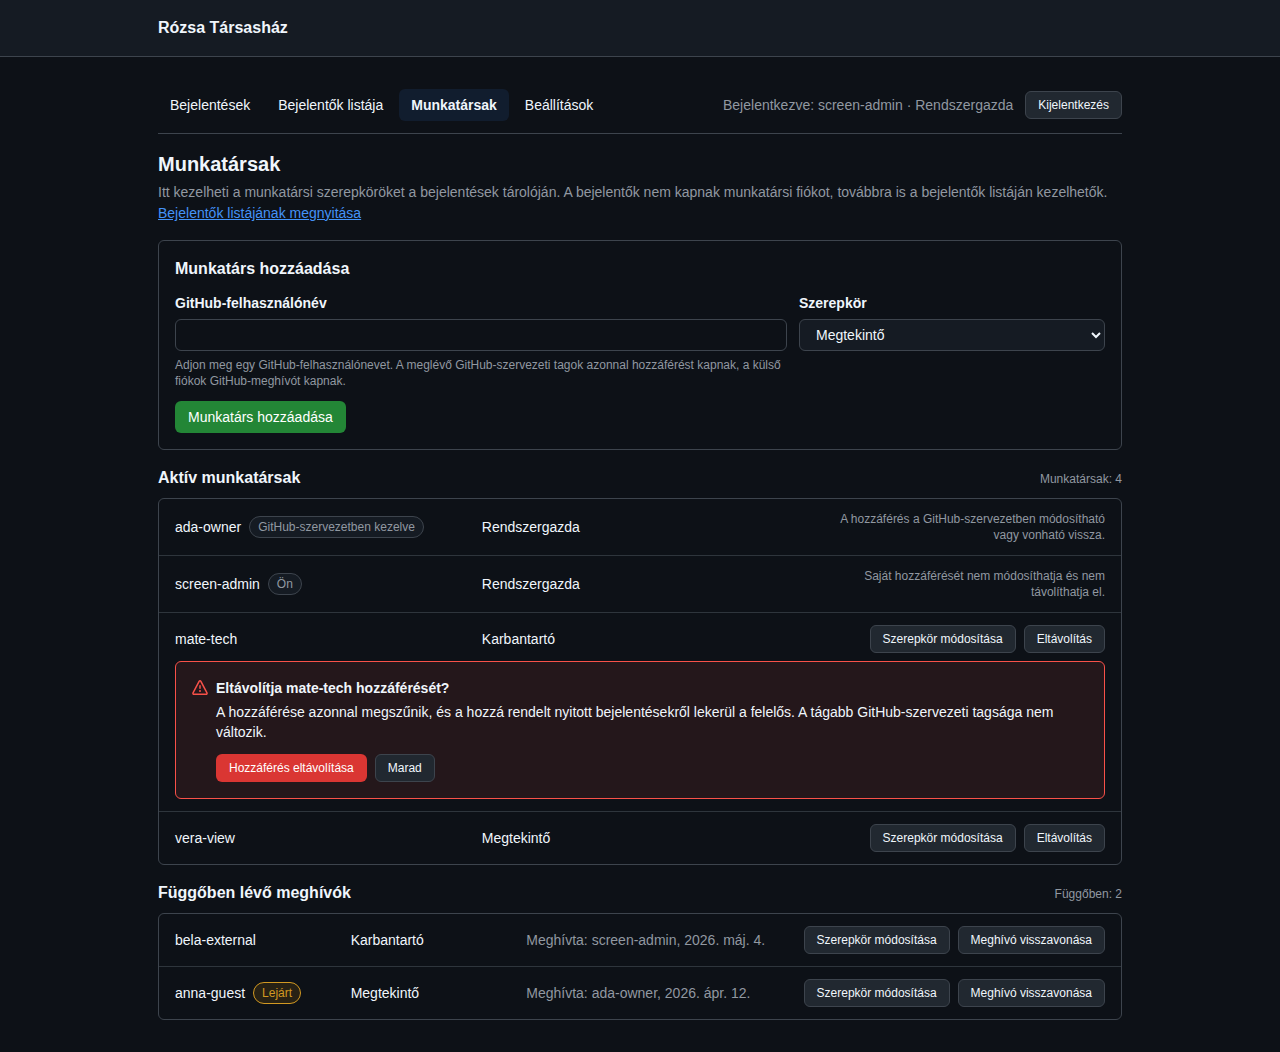 Rózsa Társasház
Bejelentések
Bejelentők listája
Munkatársak
Beállítások
Bejelentkezve: screen-admin · Rendszergazda
Kijelentkezés
Munkatársak
Itt kezelheti a munkatársi szerepköröket a bejelentések tárolóján. A bejelentők nem kapnak munkatársi fiókot, továbbra is a bejelentők listáján kezelhetők.
Bejelentők listájának megnyitása
Munkatárs hozzáadása
GitHub-felhasználónév
Szerepkör
Megtekintő
Adjon meg egy GitHub-felhasználónevet. A meglévő GitHub-szervezeti tagok azonnal hozzáférést kapnak, a külső
fiókok GitHub-meghívót kapnak.
Munkatárs hozzáadása
Aktív munkatársak
Munkatársak: 4
ada-owner
GitHub-szervezetben kezelve
Rendszergazda
A hozzáférés a GitHub-szervezetben módosítható
vagy vonható vissza.
screen-admin
Ön
Rendszergazda
Saját hozzáférését nem módosíthatja és nem
távolíthatja el.
mate-tech
Karbantartó
Szerepkör módosítása
Eltávolítás
Eltávolítja mate-tech hozzáférését?
A hozzáférése azonnal megszűnik, és a hozzá rendelt nyitott bejelentésekről lekerül a felelős. A tágabb GitHub-szervezeti tagsága nem
változik.
Hozzáférés eltávolítása
Marad
vera-view
Megtekintő
Szerepkör módosítása
Eltávolítás
Függőben lévő meghívók
Függőben: 2
bela-external
Karbantartó
Meghívta: screen-admin, 2026. máj. 4.
Szerepkör módosítása
Meghívó visszavonása
anna-guest
Lejárt
Megtekintő
Meghívta: ada-owner, 2026. ápr. 12.
Szerepkör módosítása
Meghívó visszavonása